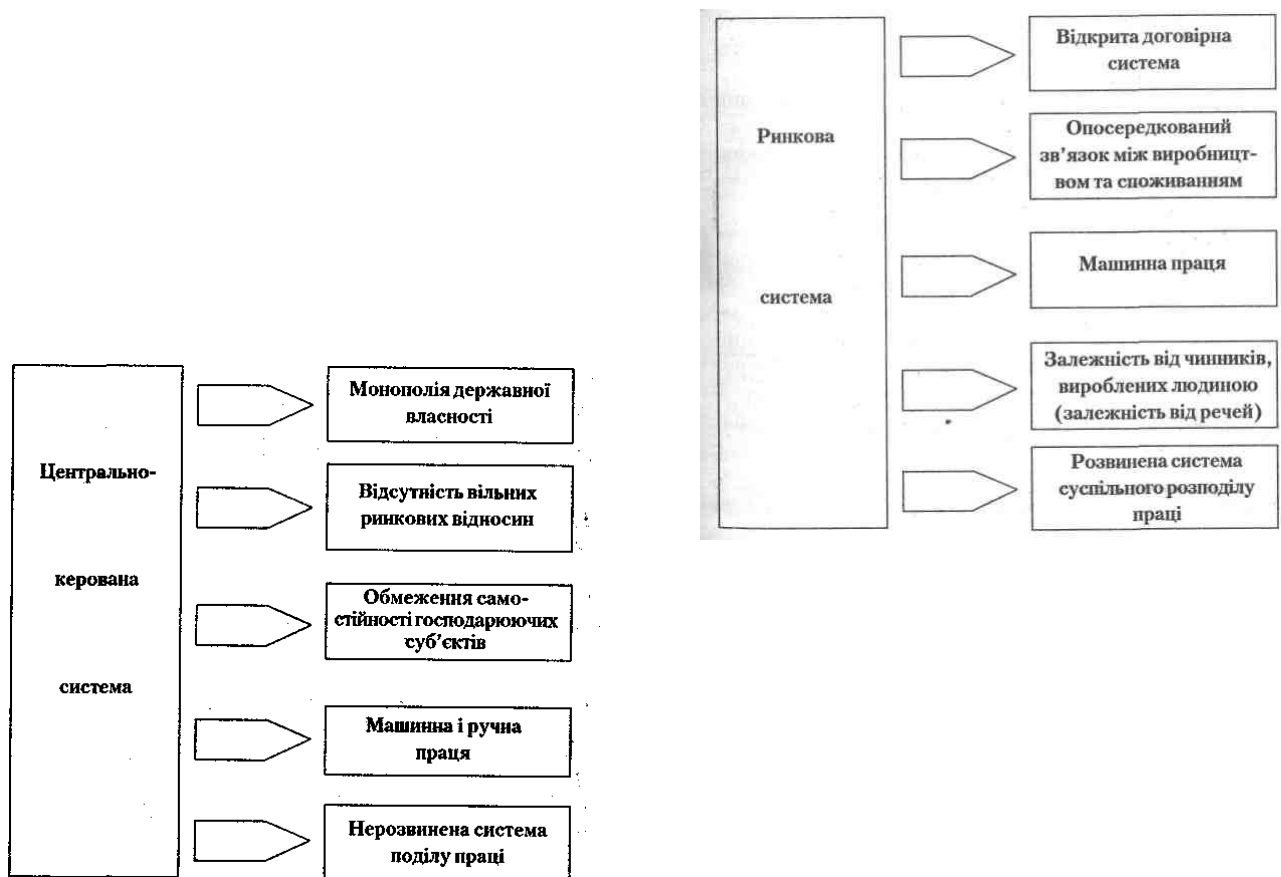 Центрально-
керована
система
Монополія державної
власності
Відсутність вільних
ринкових відносин
Обмеження само-
стійності господарюючих
суб’єктів
Машинна і ручна
праця
Нерозвинена система
поділу праці
Ринкова
система
Відкрита договірна
система
Опосередкований
зв’язок між виробницт-
вом та споживанням
Машинна праця
Залежність від чинників,
вироблених людиною
(залежність від речей)
Розвинена система
суспільного розподілу
праці